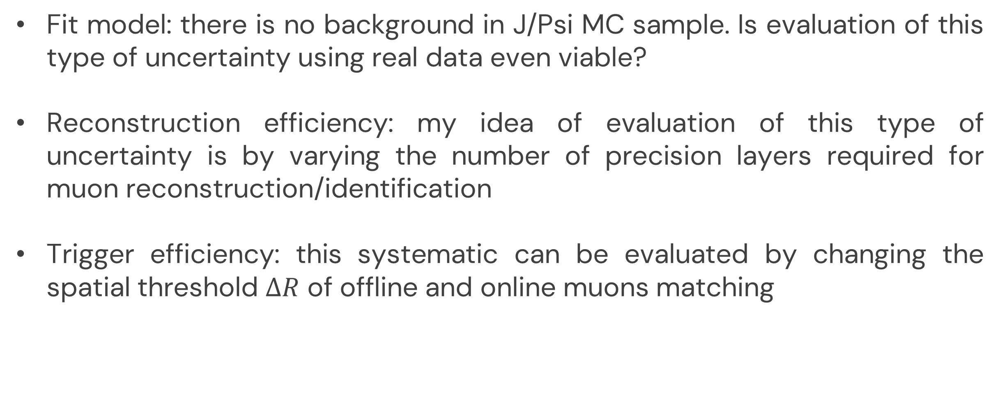 • Fit model: there is no background in J/Psi MC sample. Is evaluation of this
type of uncertainty using real data even viable?
• Reconstruction efficiency: my idea of evaluation of this type of
uncertainty is by varying the number of precision layers required for
muon reconstruction/identification
• Trigger efficiency: this systematic can be evaluated by changing the
spatial threshold Δ𝑅 of offline and online muons matching